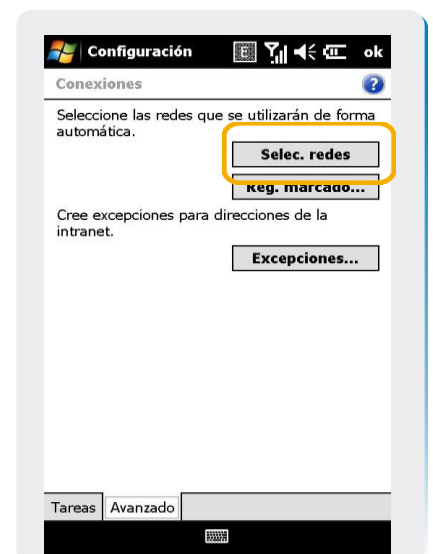 Configuración
E
ok
Conexiones
?
Seleccione las redes que se utilizarán de forma
automática.
Selec. redes
Reg. marcado...
Cree excepciones para direcciones de la
intranet.
Excepciones...
Tareas Avanzado